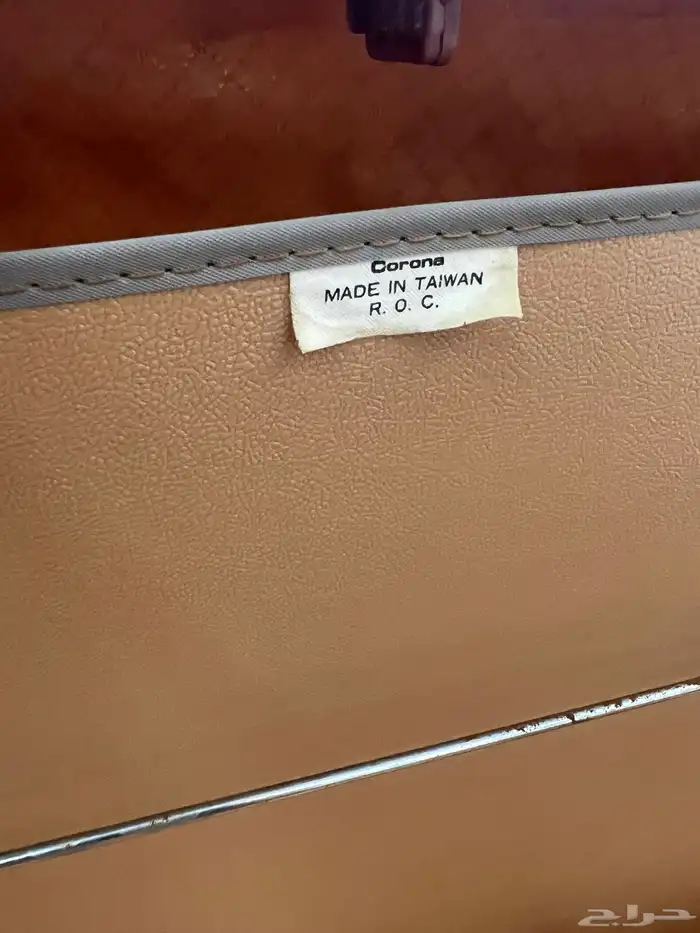 Corona
MADE IN TAIWAN
R. O. C.
حراج